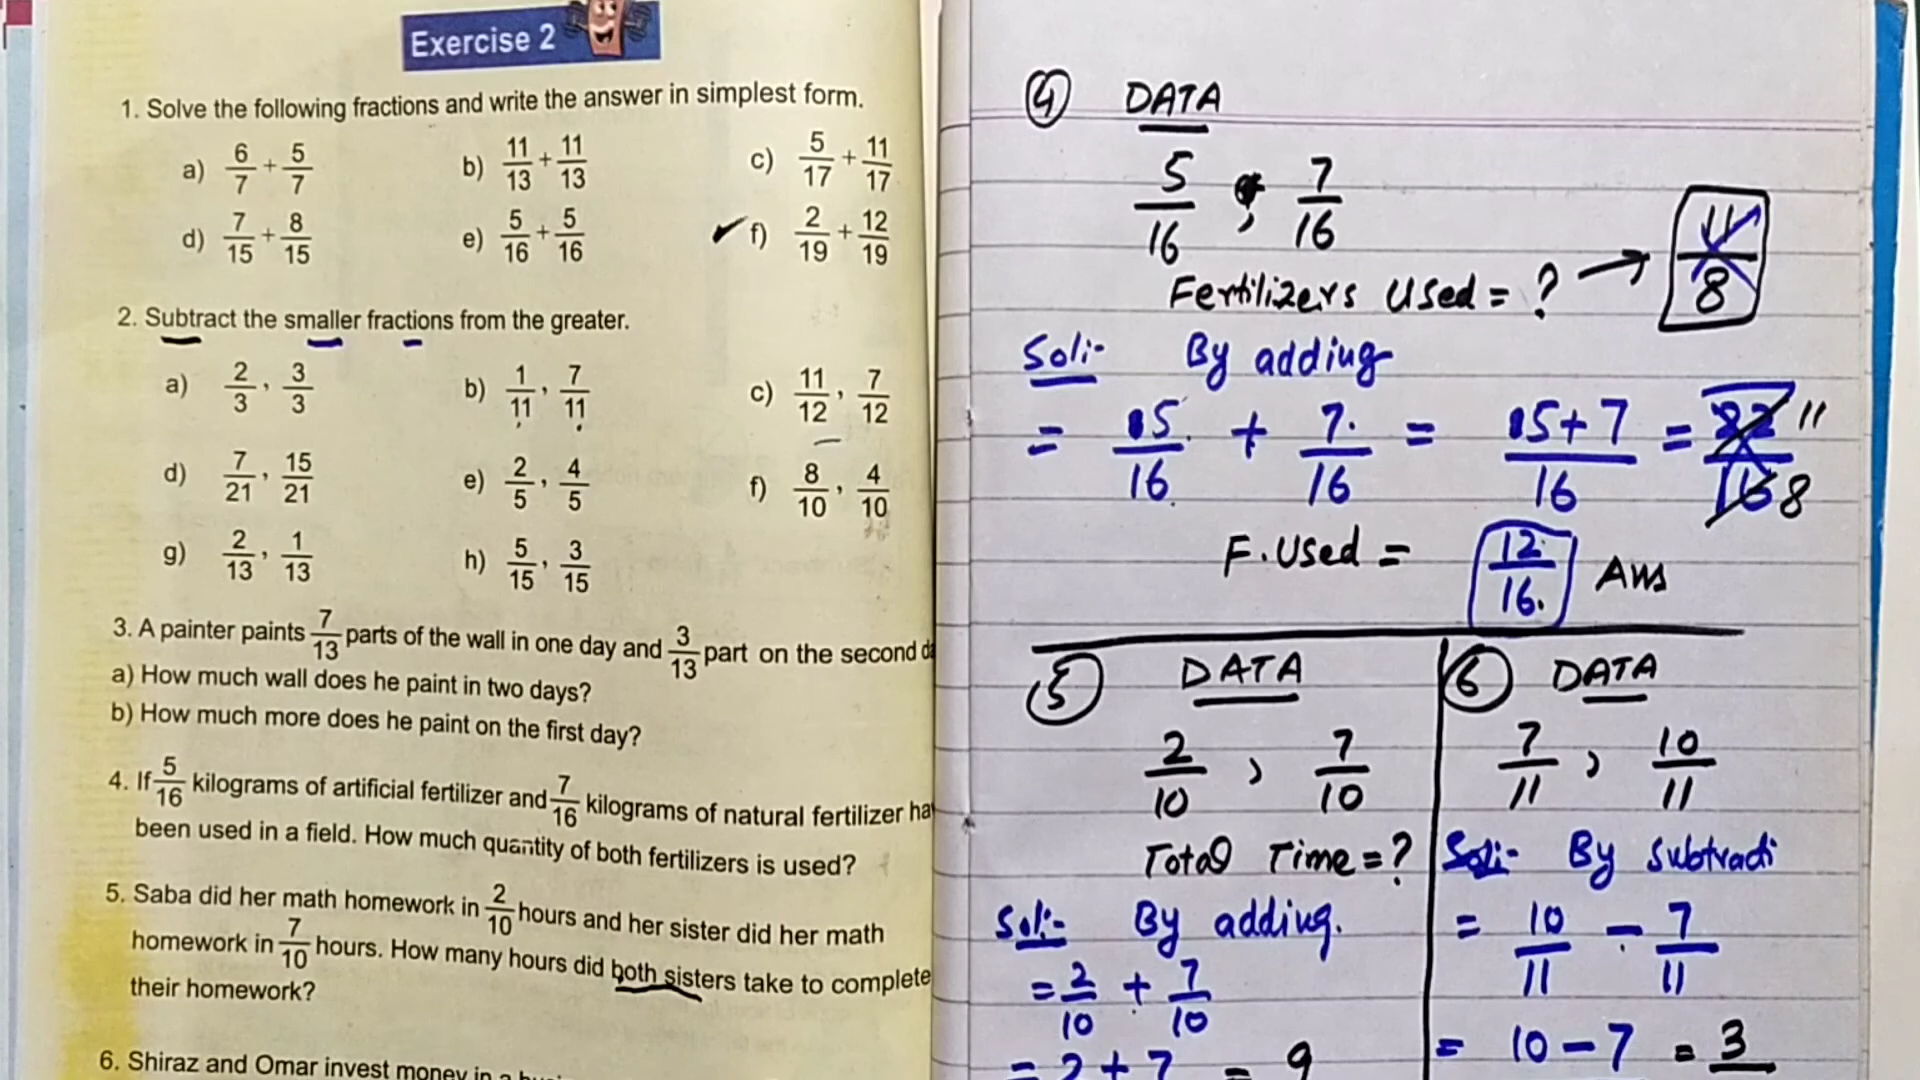 Exercise 2
1. Solve the following fractions and write the answer in simplest form.
a) 6/7 + 5/7 b) 11/13 + 11/13 c) 5/17 + 11/17
d) 7/15 + 8/15 e) 5/16 + 5/16 f) 2/19 + 12/19
2. Subtract the smaller fractions from the greater.
a) 2/3 , 3/3 b) 1/11 , 7/11 c) 11/12 , 7/12
d) 7/21 , 15/21 e) 2/5 , 4/5 f) 8/10 , 4/10
g) 2/13 , 1/13 h) 5/15 , 3/15
3. A painter paints 7/13 parts of the wall in one day and 3/13 part on the second
a) How much wall does he paint in two days?
b) How much more does he paint on the first day?
4. If 5/16 kilograms of artificial fertilizer and 7/16 kilograms of natural fertilizer ha
been used in a field. How much quantity of both fertilizers is used?
5. Saba did her math homework in 2/10 hours and her sister did her math
homework in 7/10 hours. How many hours did both sisters take to complete
their homework?
6. Shiraz and Omar invest money in a
4 DATA
5/16 , 7/16
Fertilizers Used = ? → 11/8
Sol:- By adding
= 5/16 + 7/16 = 5+7/16 = 22/16 11 8
F. Used = 12/16 Ans
5 DATA
2/10 , 7/10
Total Time = ?
Sol:- By adding.
= 2/10 + 7/10
= 2 + 7 = 9
6 DATA
7/11 , 10/11
Sol:- By Subtracti
= 10/11 - 7/11
= 10 - 7 = 3